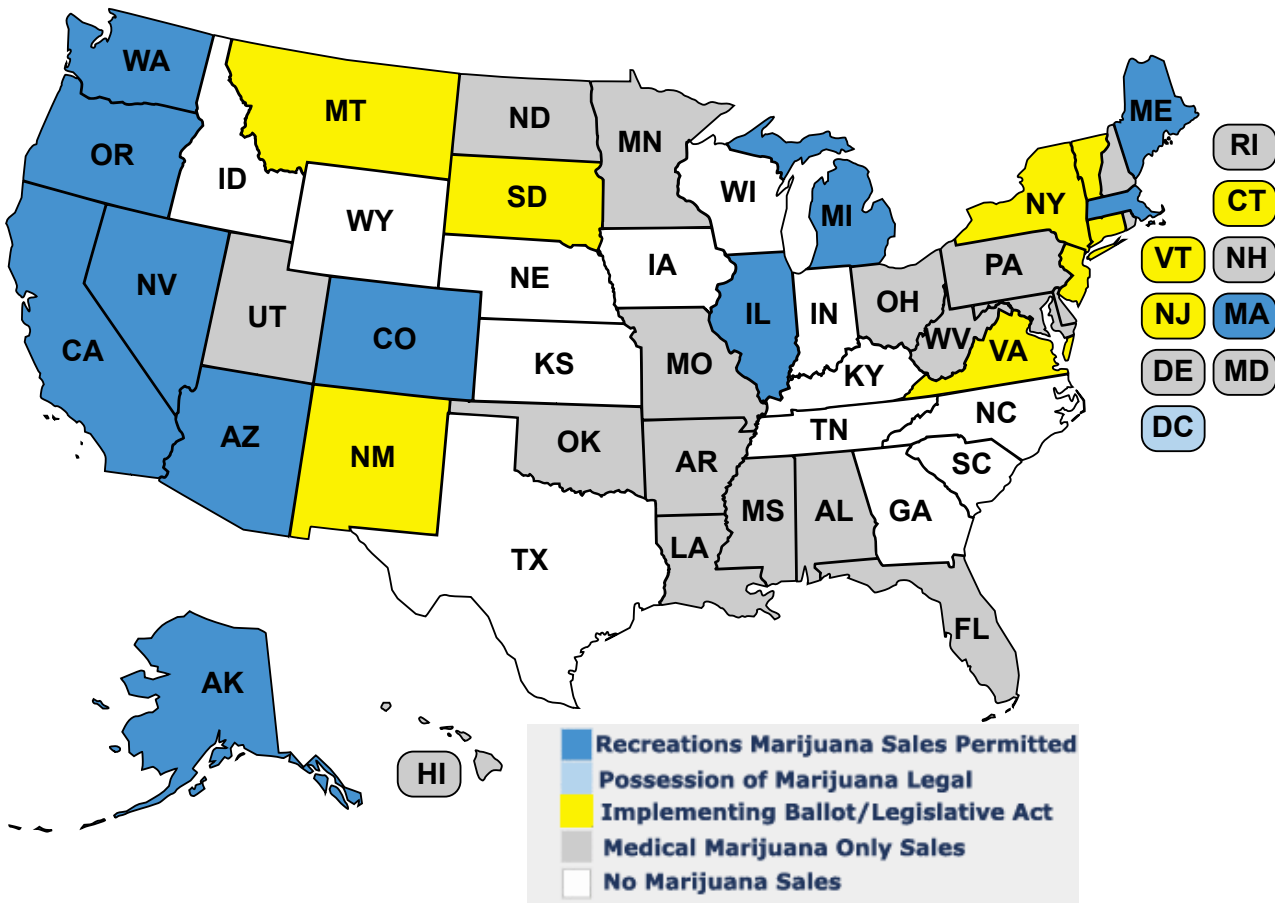 WA
MT
ND
MN
ME
OR
ID
SD
WI
MI
NY
RI
WY
CT
IA
PA
VT
NH
NV
NE
IL
IN
OH
NJ
MA
UT
CO
WV
VA
CA
KS
MO
KY
DE
MD
AZ
NM
OK
AR
TN
NC
DC
SC
MS
AL
GA
TX
LA
FL
AK
HI
Recreations Marijuana Sales Permitted
Possession of Marijuana Legal
Implementing Ballot/Legislative Act
Medical Marijuana Only Sales
No Marijuana Sales